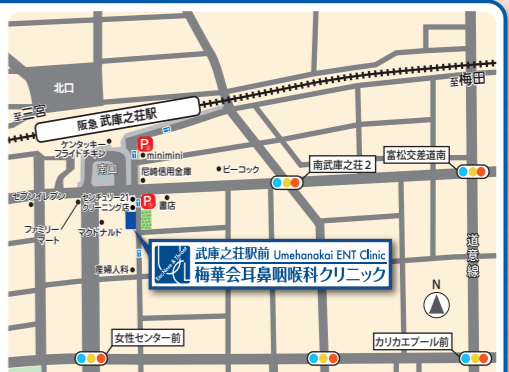 北口
至三宮
阪急 武庫之荘駅
至梅田
ケンタッキー
フライドチキン
P
minimini
南口
尼崎信用金庫
ピーコック
南武庫之荘2
富松交差道南
セブンイレブン
センチュリー21
クリーニング店
P
書店
ファミリー
マート
マクドナルド
産婦人科
Ear, Nose & Throat
武庫之荘駅前 Umehanakai ENT Clinic
梅華会耳鼻咽喉科クリニック
道意線
N
女性センター前
カリカエプール前